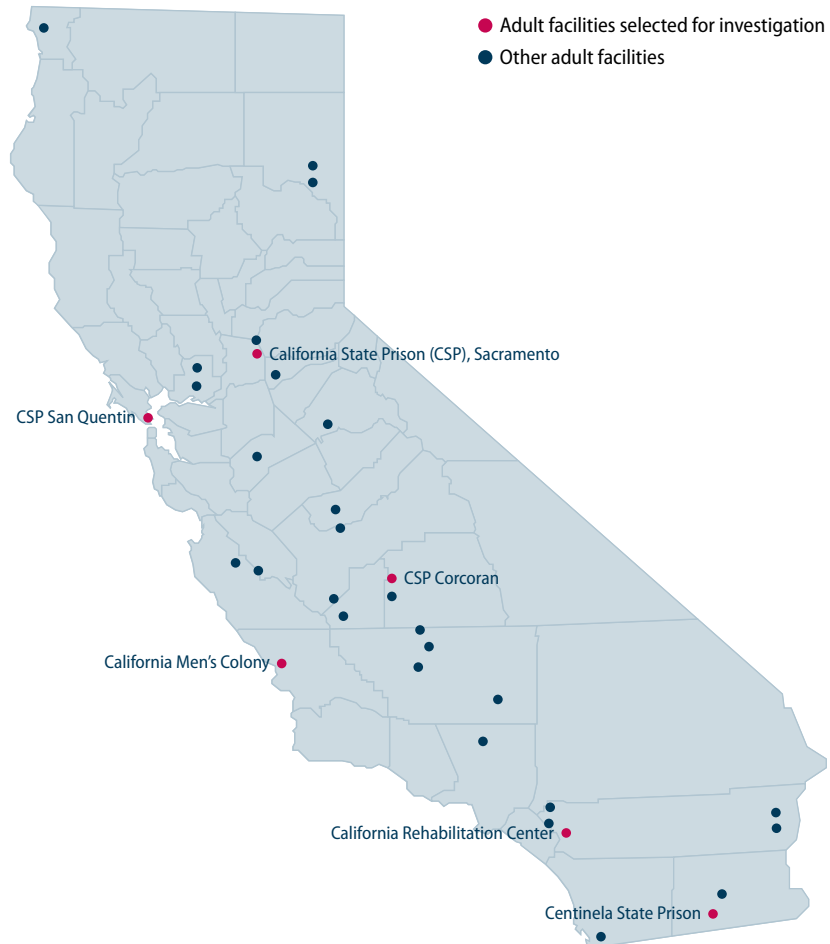 Adult facilities selected for investigation
Other adult facilities
California State Prison (CSP), Sacramento
CSP San Quentin
CSP Corcoran
California Men’s Colony
California Rehabilitation Center
Centinela State Prison